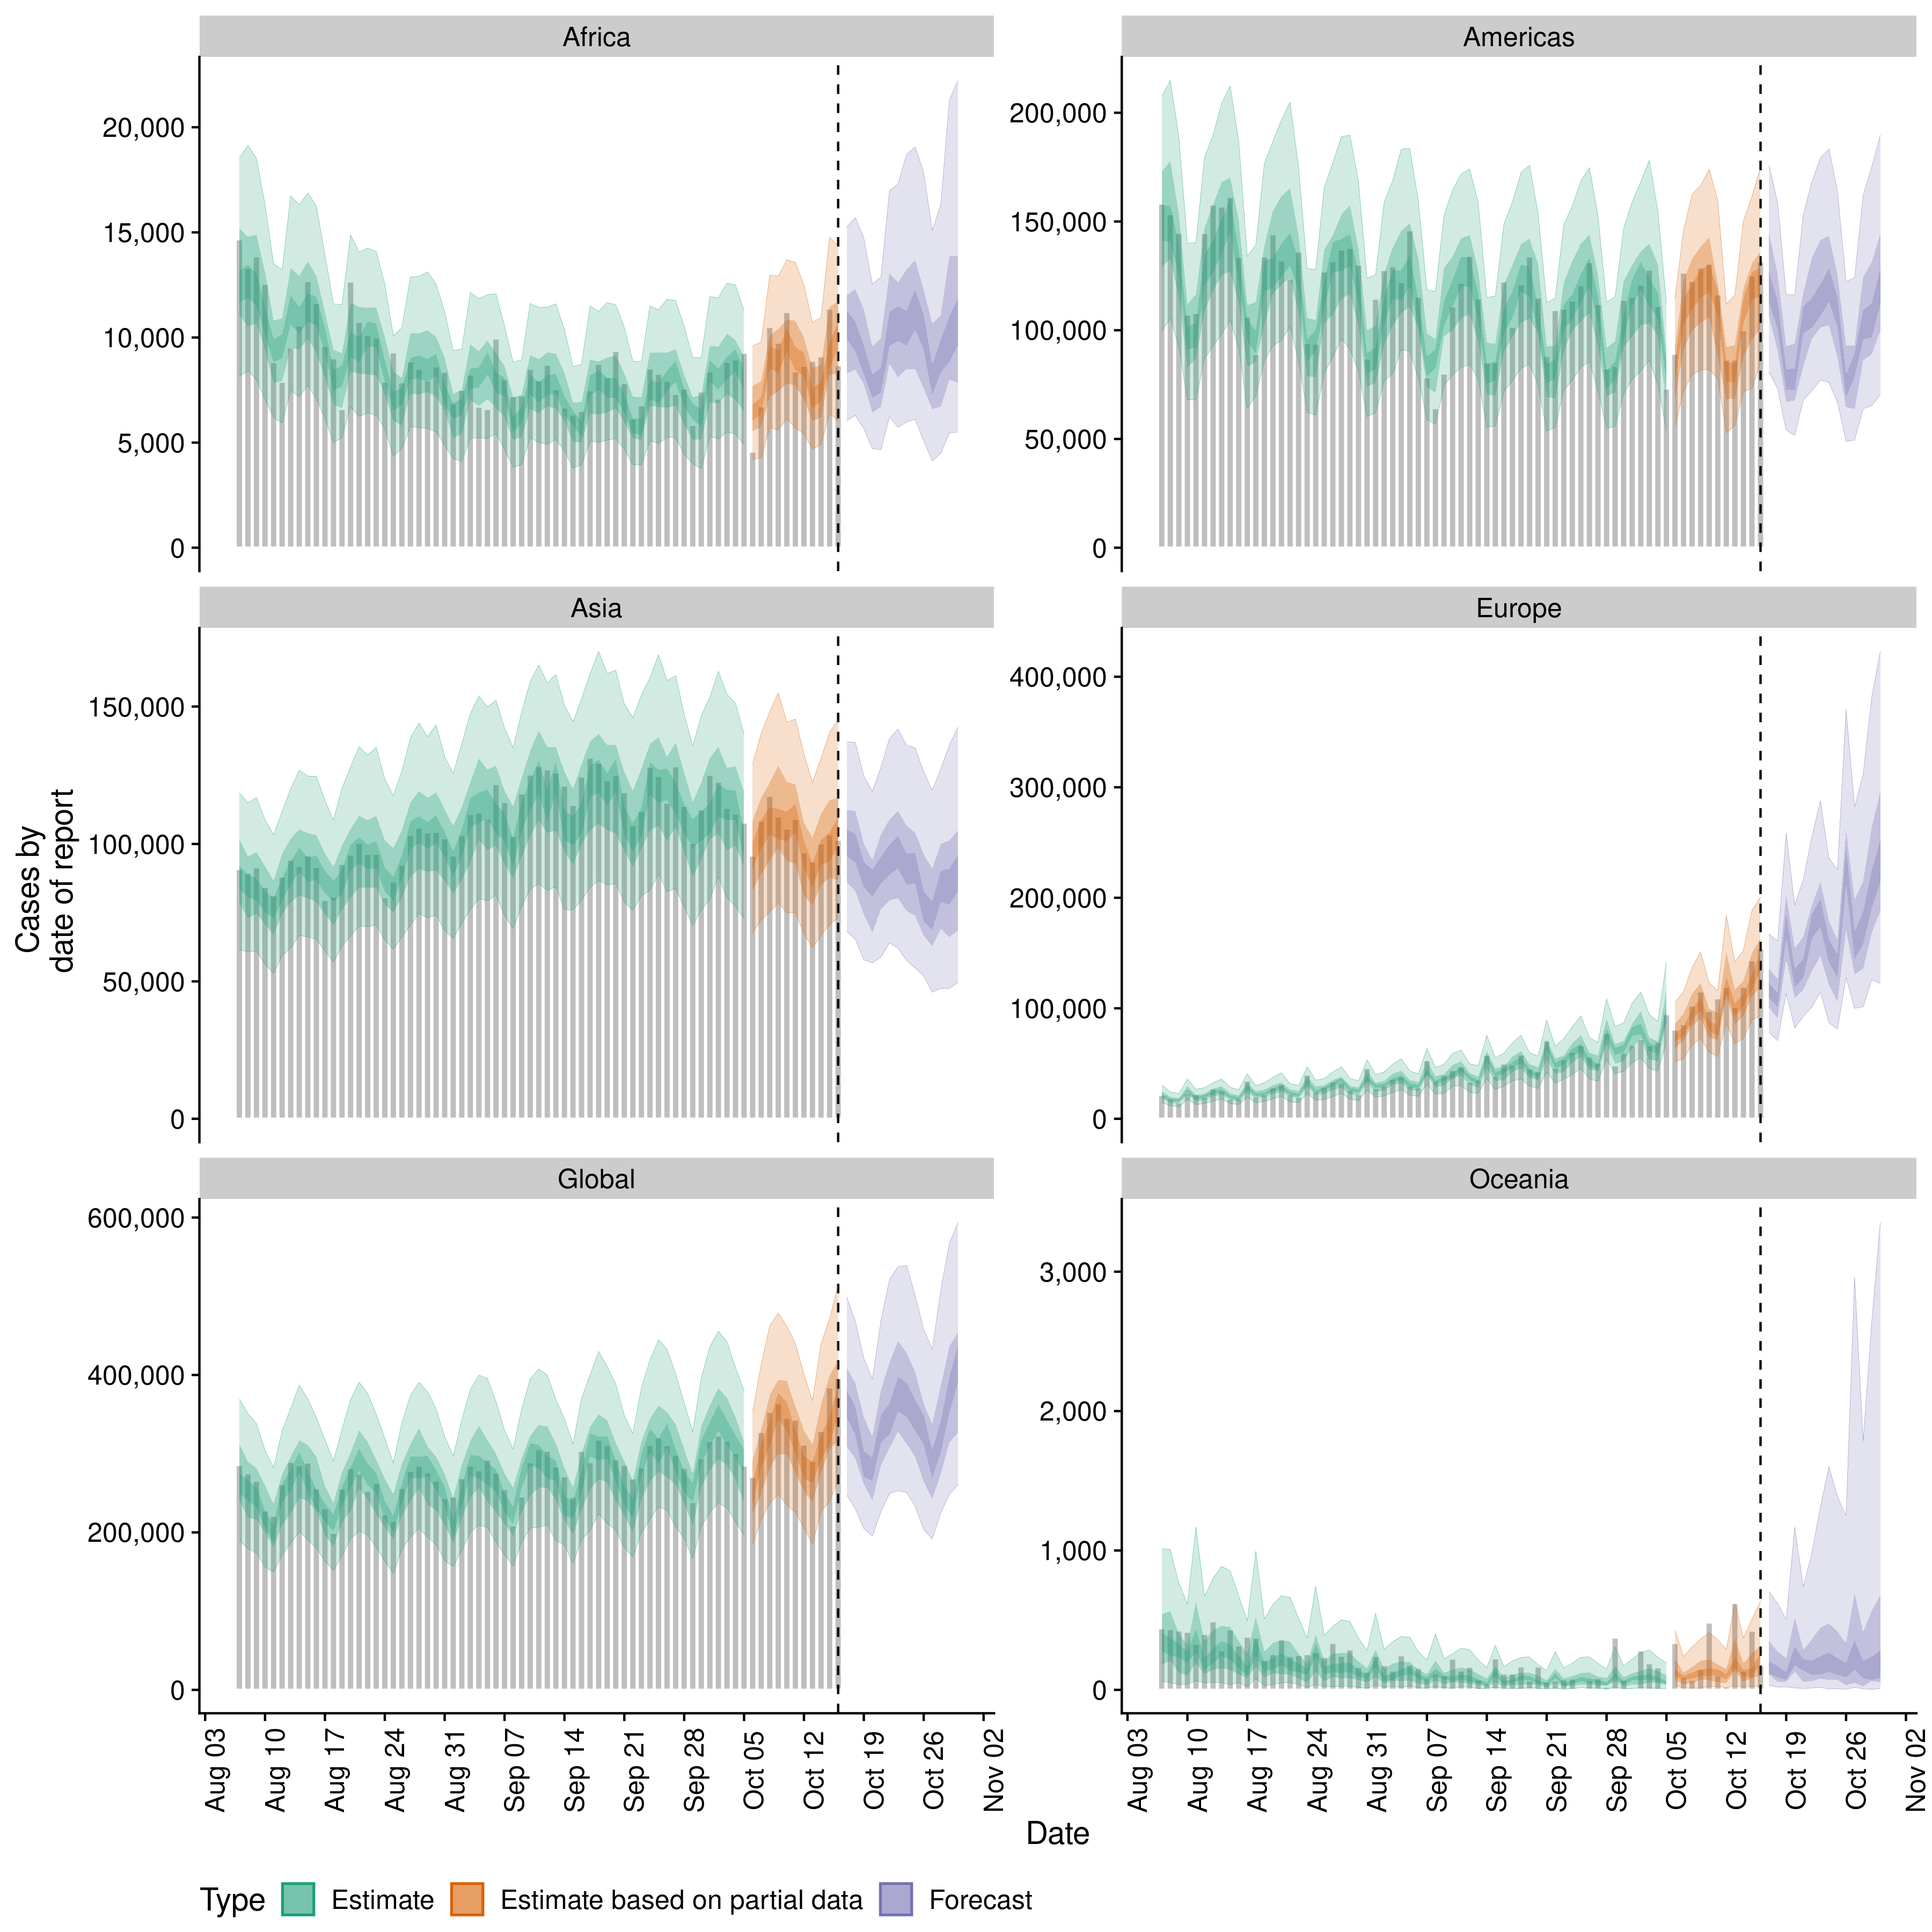 Africa
Americas
20,000
15,000
10,000
5,000
0
200,000
150,000
100,000
50,000
0
Asia
Europe
150,000
100,000
50,000
0
400,000
300,000
200,000
100,000
0
Cases by
date of report
Global
Oceania
600,000
400,000
200,000
0
3,000
2,000
1,000
0
Aug 03
Aug 10
Aug 17
Aug 24
Aug 31
Sep 07
Sep 14
Sep 21
Sep 28
Oct 05
Oct 12
Oct 19
Oct 26
Nov 02
Aug 03
Aug 10
Aug 17
Aug 24
Aug 31
Sep 07
Sep 14
Sep 21
Sep 28
Oct 05
Oct 12
Oct 19
Oct 26
Nov 02
Date
Type Estimate Estimate based on partial data Forecast